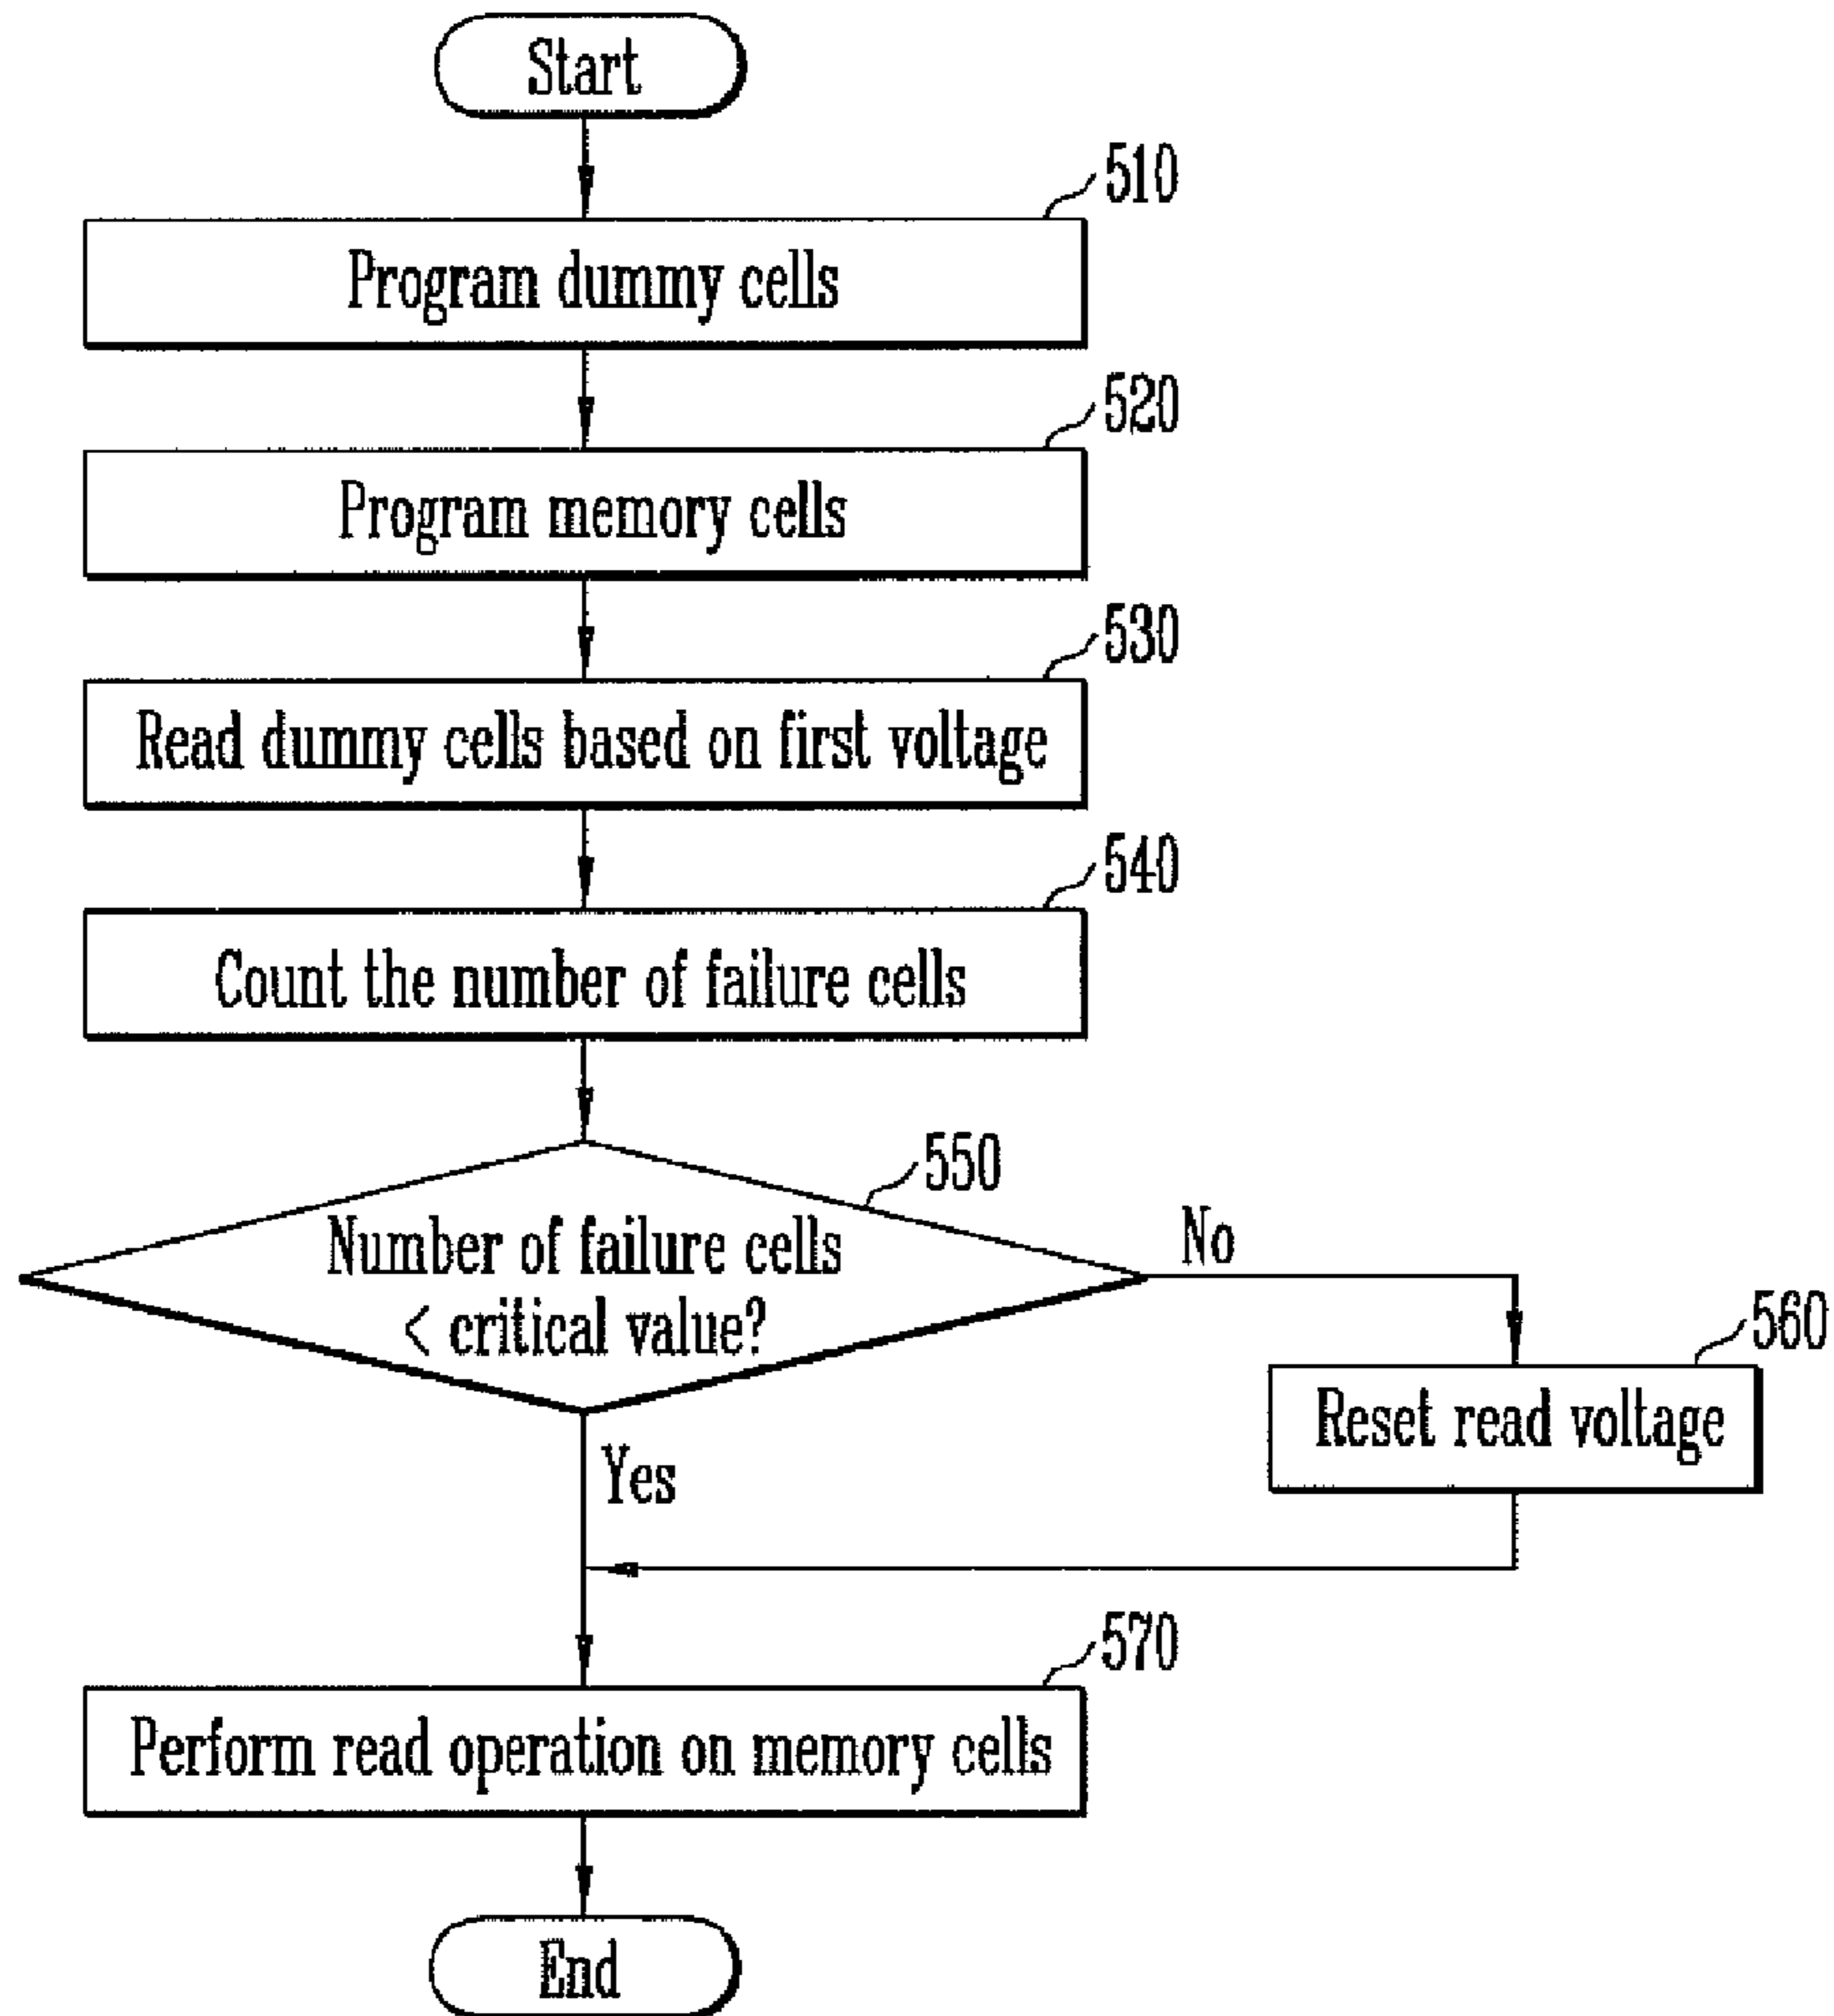 Start
510
Program dummy cells
520
Program memory cells
530
Read dummy cells based on first voltage
540
Count the number of failure cells
550
Number of failure cells
< critical value?
No
560
Reset read voltage
Yes
570
Perform read operation on memory cells
End